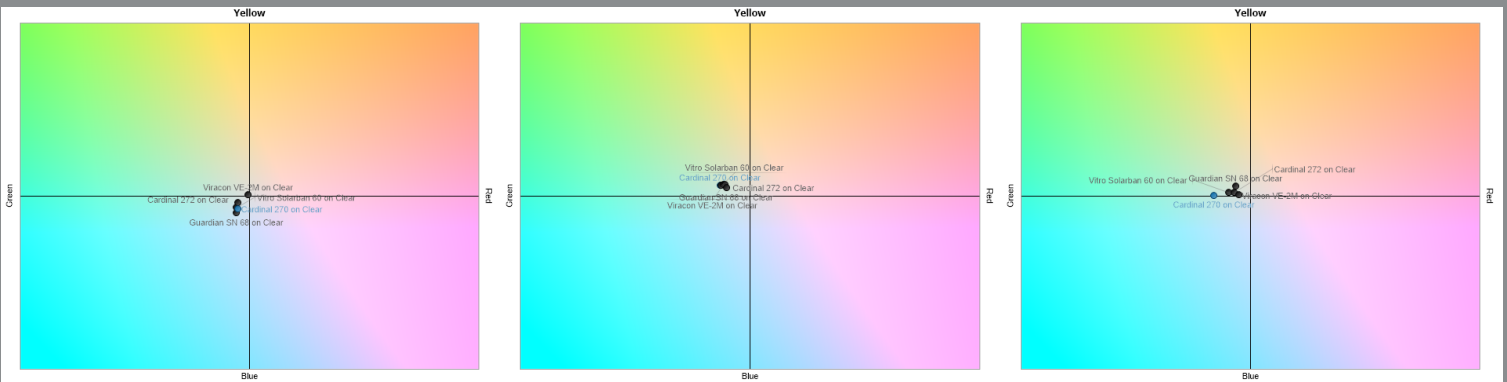 Yellow
Viracon VE-2M on Clear
Vitro Solarban 60 on Clear
Cardinal 272 on Clear
Cardinal 270 on Clear
Guardian SN 68 on Clear
Green
Red
Blue
Yellow
Vitro Solarban 60 on Clear
Cardinal 270 on Clear
Cardinal 272 on Clear
Guardian SN 68 on Clear
Viracon VE-2M on Clear
Green
Red
Blue
Yellow
Cardinal 272 on Clear
Vitro Solarban 60 on Clear
Guardian SN 68 on Clear
Viracon VE-2M on Clear
Cardinal 270 on Clear
Green
Red
Blue